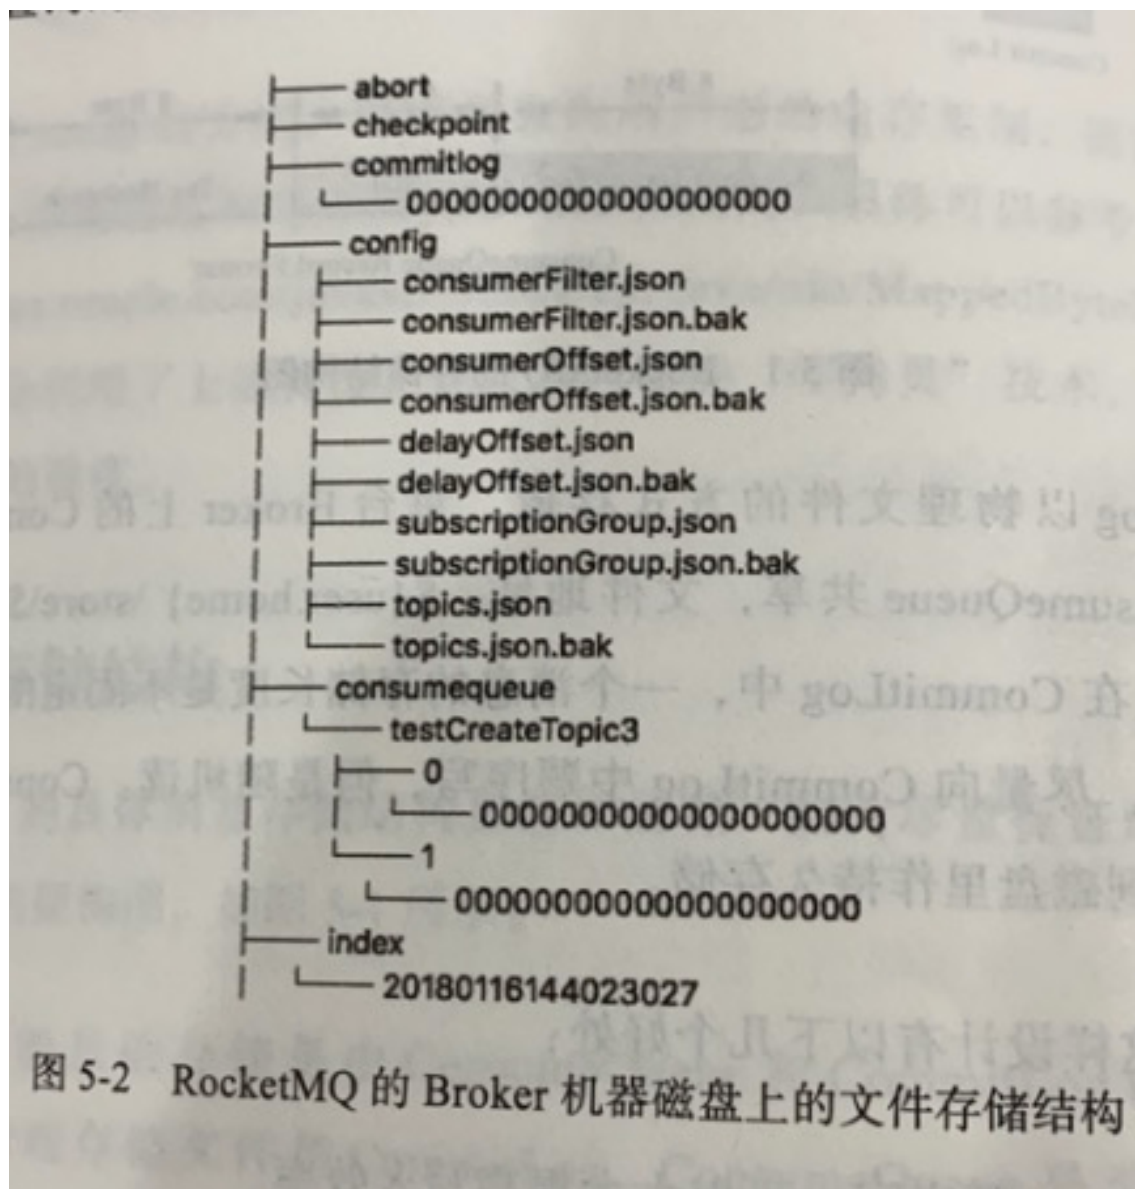 abort
checkpoint
commitlog
00000000000000000000
config
consumerFilter.json
consumerFilter.json.bak
consumerOffset.json
consumerOffset.json.bak
delayOffset.json
delayOffset.json.bak
subscriptionGroup.json
subscriptionGroup.json.bak
topics.json
topics.json.bak
consumequeue
testCreateTopic3
0
00000000000000000000
1
00000000000000000000
index
20180116144023027
图 5-2 RocketMQ 的 Broker 机器磁盘上的文件存储结构